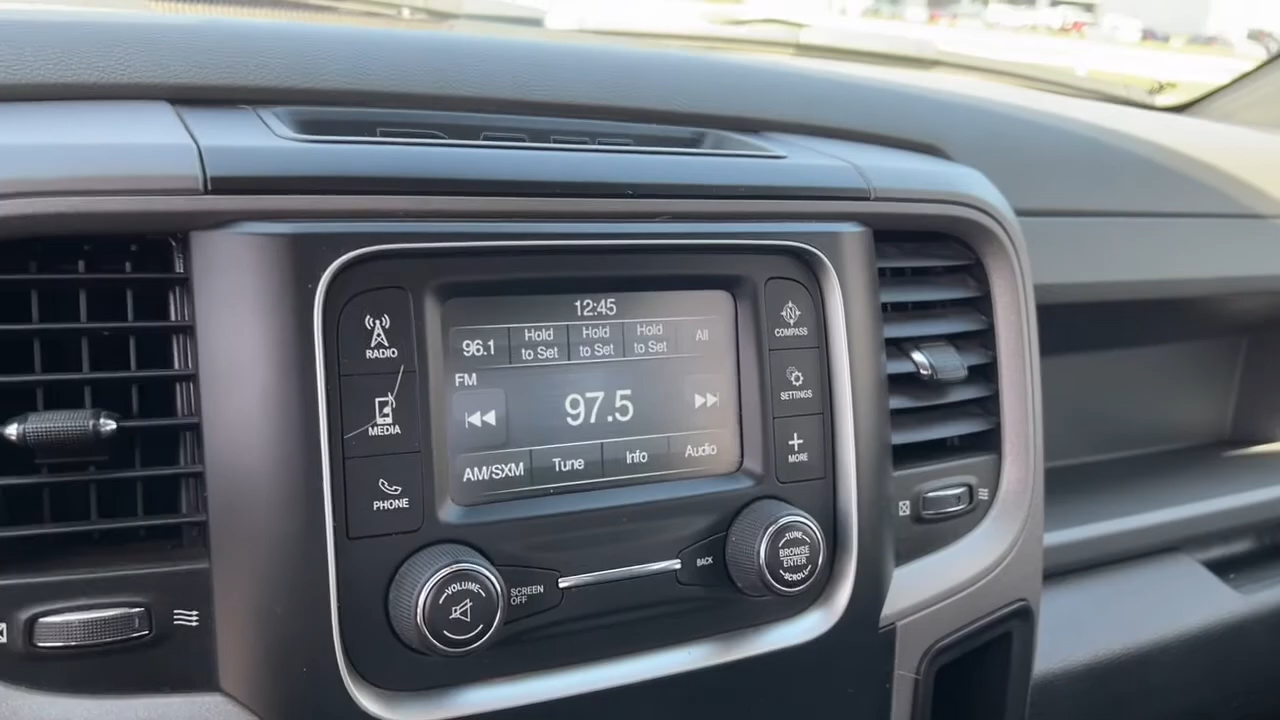 12:45
96.1
Hold
to Set
Hold
to Set
Hold
to Set
All
FM
97.5
AM/SXM
Tune
Info
Audio
RADIO
MEDIA
PHONE
N
COMPASS
SETTINGS
MORE
VOLUME
SCREEN
OFF
BACK
TUNE
BROWSE
ENTER
SCROLL